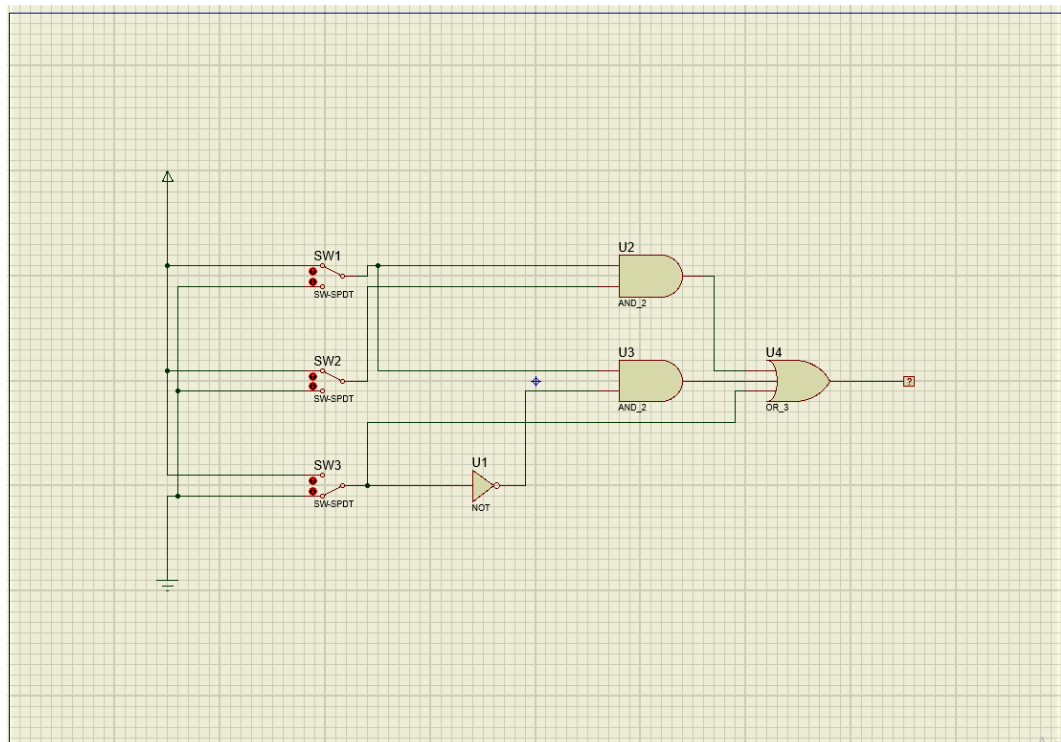 SW1
SW-SPDT
SW2
SW-SPDT
SW3
SW-SPDT
U1
NOT
U2
AND_2
U3
AND_2
U4
OR_3
?